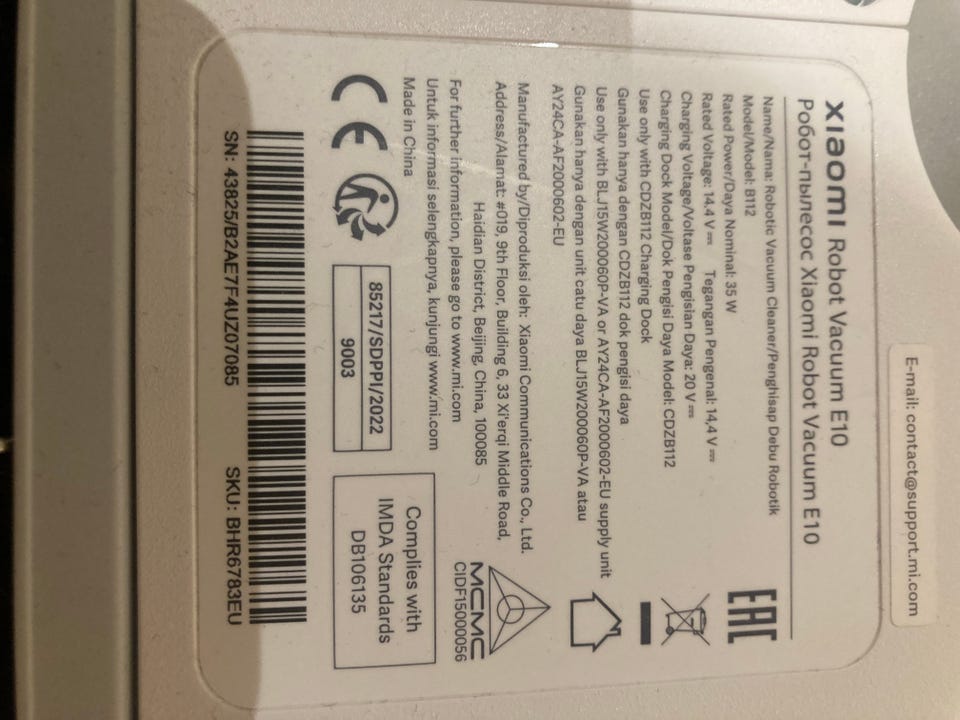 E-mail: contact@support.mi.com
xiaomi Robot Vacuum E10
Робот-пылесос Xiaomi Robot Vacuum E10
Name/Nama: Robotic Vacuum Cleaner/Penghisap Debu Robotik
Model/Model: B112
Rated Power/Daya Nominal: 35 W
Rated Voltage: 14.4 V⎓ Tegangan Pengenal: 14,4 V⎓
Charging Voltage/Voltase Pengisian Daya: 20 V⎓
Charging Dock Model/Dok Pengisi Daya Model: CDZB112
Use only with CDZB112 Charging Dock
Gunakan hanya dengan CDZB112 dok pengisi daya
Use only with BLJ15W200060P-VA or AY24CA-AF2000602-EU supply unit
Gunakan hanya dengan unit catu daya BLJ15W200060P-VA atau
AY24CA-AF2000602-EU
EAC
Manufactured by/Diproduksi oleh: Xiaomi Communications Co., Ltd.
Address/Alamat: #019, 9th Floor, Building 6, 33 Xi'erqi Middle Road,
Haidian District, Beijing, China, 100085
For further information, please go to www.mi.com
Untuk informasi selengkapnya, kunjungi www.mi.com
Made in China
MCMC
CIDF15000056
CE
85217/SDPPI/2022
9003
Complies with
IMDA Standards
DB106135
SN: 43825/B2AE7F4UZ07085
SKU: BHR6783EU